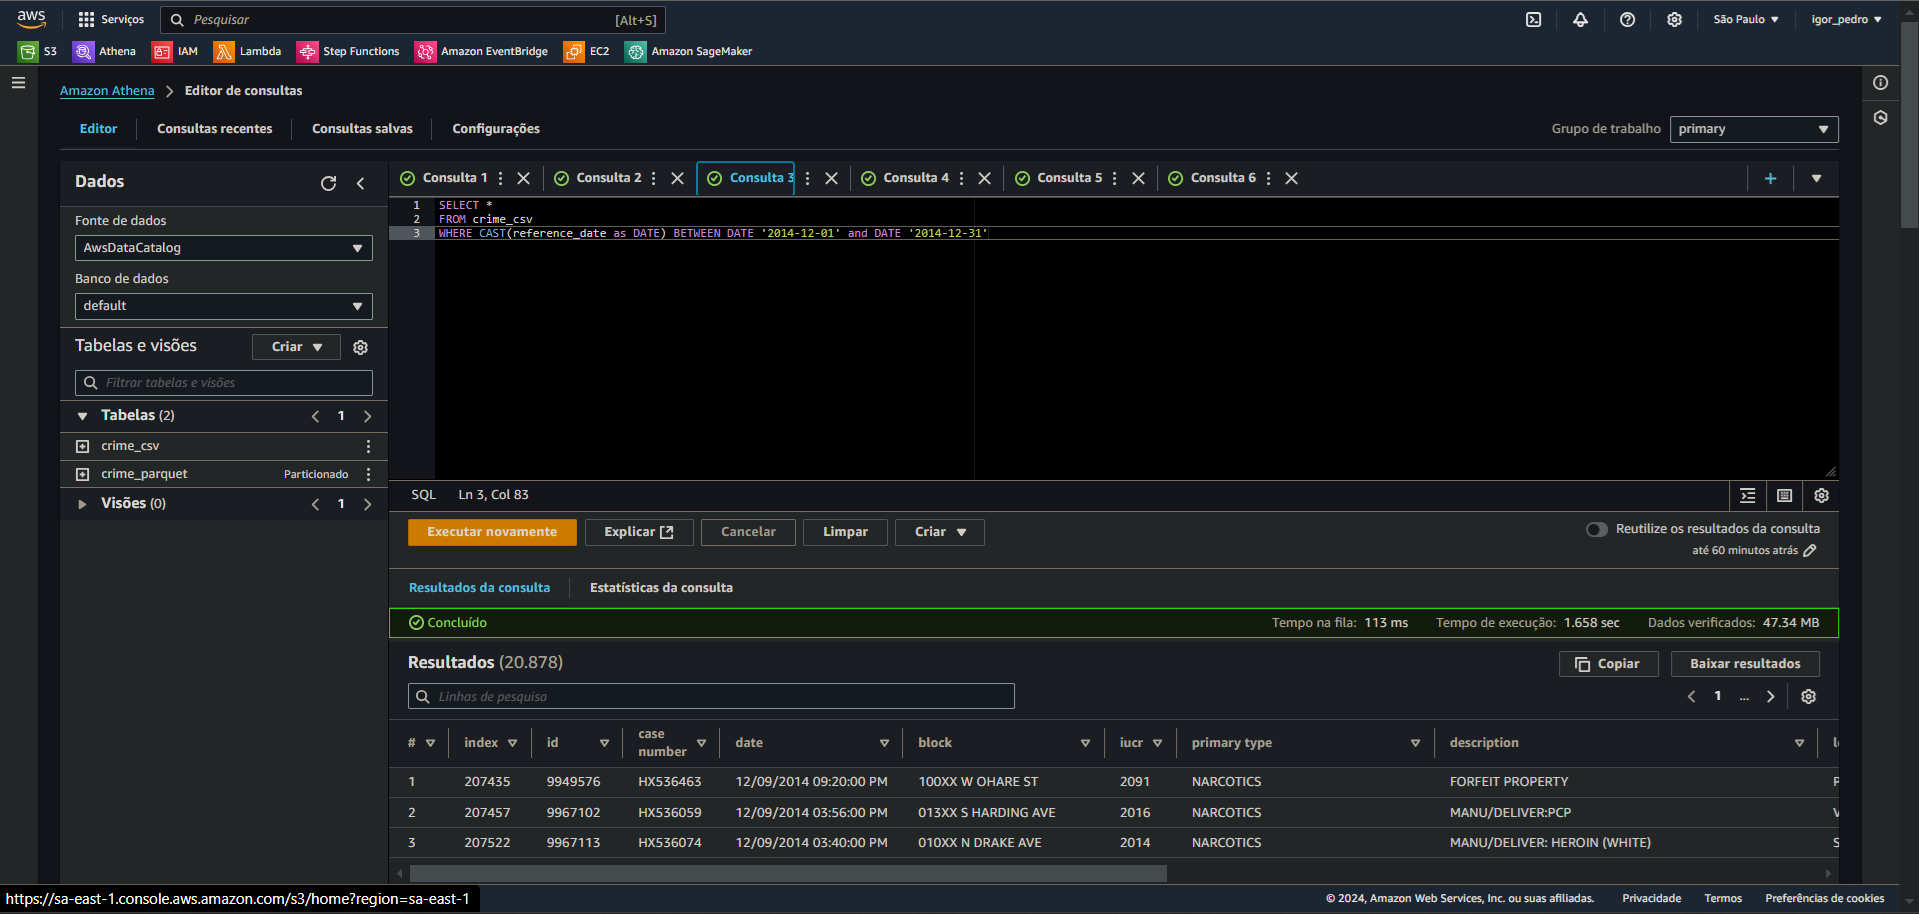 aws
Serviços
Pesquisar
[Alt+S]
São Paulo
igor_pedro
S3
Athena
IAM
Lambda
Step Functions
Amazon EventBridge
EC2
Amazon SageMaker
Amazon Athena
Editor de consultas
Editor
Consultas recentes
Consultas salvas
Configurações
Grupo de trabalho
primary
Dados
Fonte de dados
AwsDataCatalog
Banco de dados
default
Tabelas e visões
Criar
Filtrar tabelas e visões
Tabelas (2)
1
crime_csv
crime_parquet
Particionado
Visões (0)
1
Consulta 1
Consulta 2
Consulta 3
Consulta 4
Consulta 5
Consulta 6
1 SELECT *
2 FROM crime_csv
3 WHERE CAST(reference_date as DATE) BETWEEN DATE '2014-12-01' and DATE '2014-12-31'
SQL
Ln 3, Col 83
Executar novamente
Explicar
Cancelar
Limpar
Criar
Reutilize os resultados da consulta
até 60 minutos atrás
Resultados da consulta
Estatísticas da consulta
Concluído
Tempo na fila: 113 ms
Tempo de execução: 1.658 sec
Dados verificados: 47.34 MB
Resultados (20.878)
Copiar
Baixar resultados
Linhas de pesquisa
1 ...
# index id case number date block iucr primary type description
1 207435 9949576 HX536463 12/09/2014 09:20:00 PM 100XX W OHARE ST 2091 NARCOTICS FORFEIT PROPERTY
2 207457 9967102 HX536059 12/09/2014 03:56:00 PM 013XX S HARDING AVE 2016 NARCOTICS MANU/DELIVER:PCP
3 207522 9967113 HX536074 12/09/2014 03:40:00 PM 010XX N DRAKE AVE 2014 NARCOTICS MANU/DELIVER: HEROIN (WHITE)
https://sa-east-1.console.aws.amazon.com/s3/home?region=sa-east-1
© 2024, Amazon Web Services, Inc. ou suas afiliadas.
Privacidade
Termos
Preferências de cookies